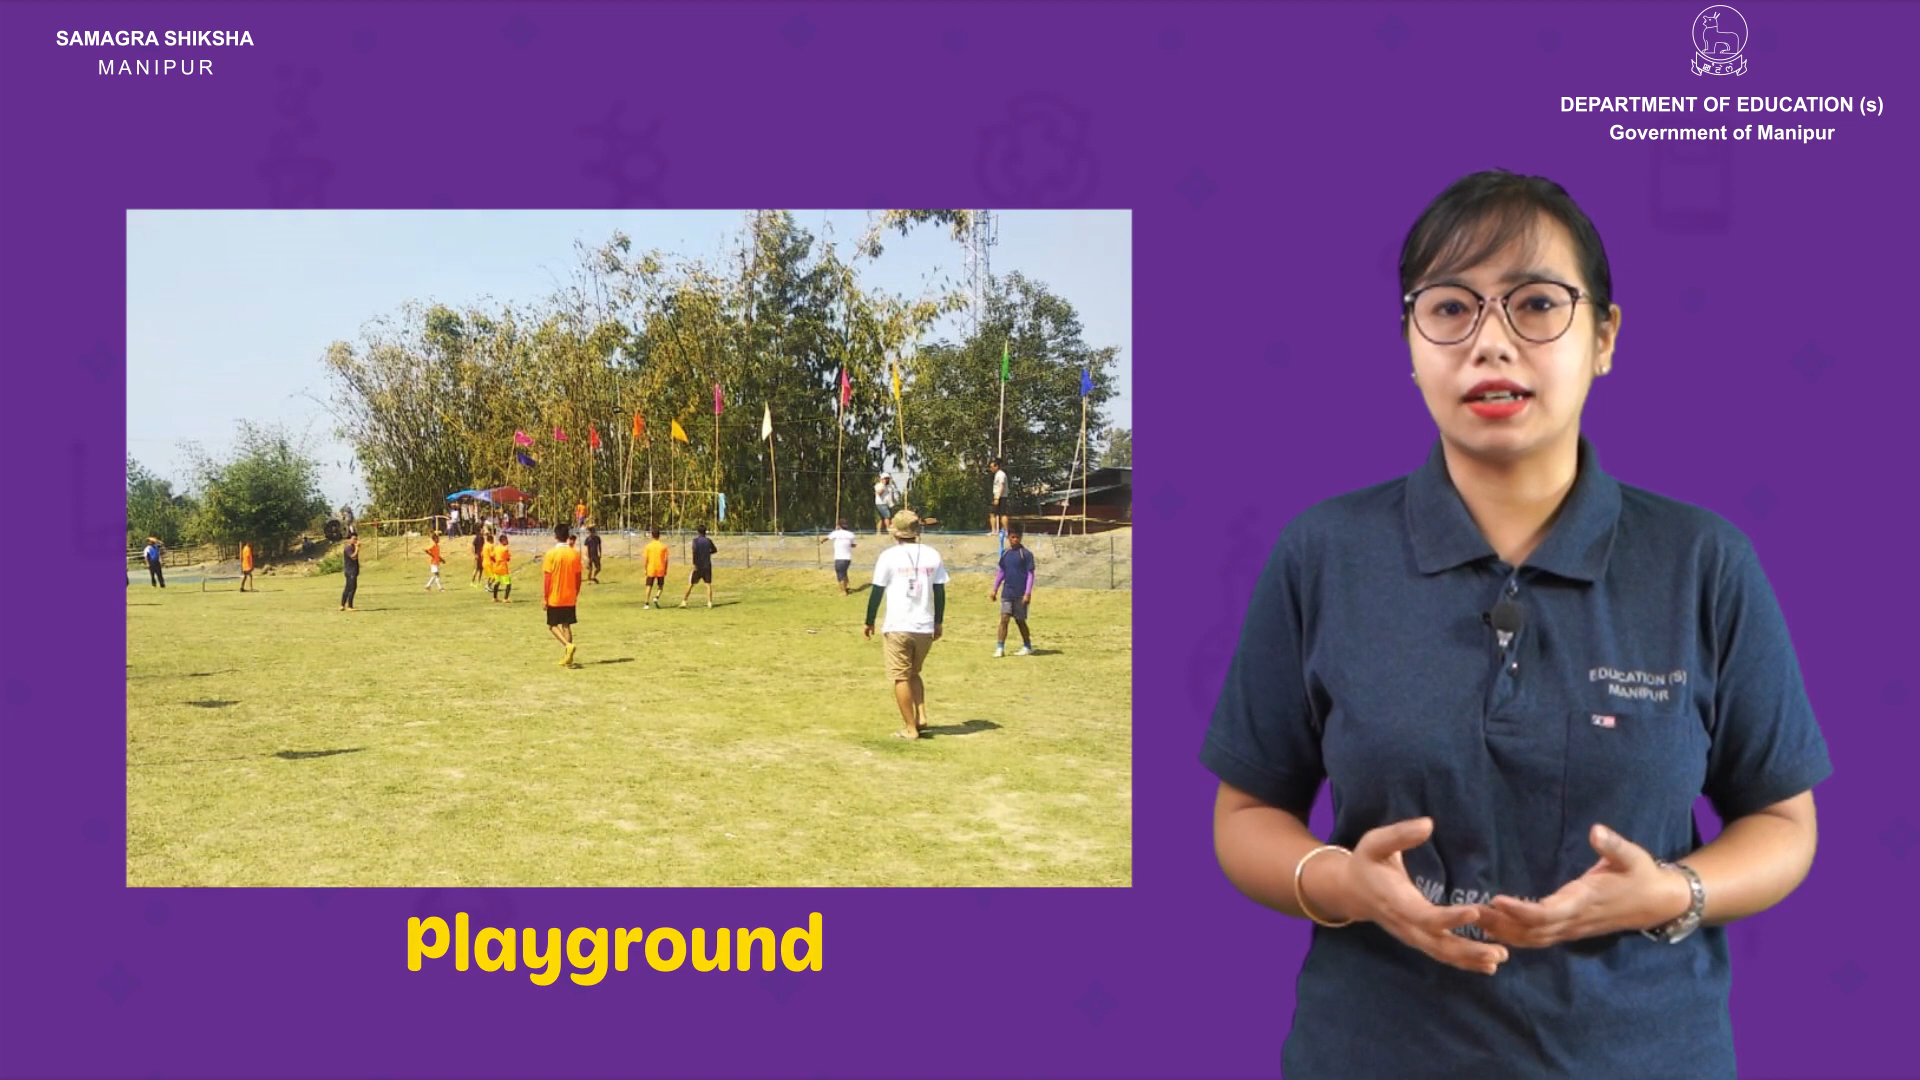 SAMAGRA SHIKSHA
MANIPUR
DEPARTMENT OF EDUCATION (s)
Government of Manipur
EDUCATION (S)
MANIPUR
Playground